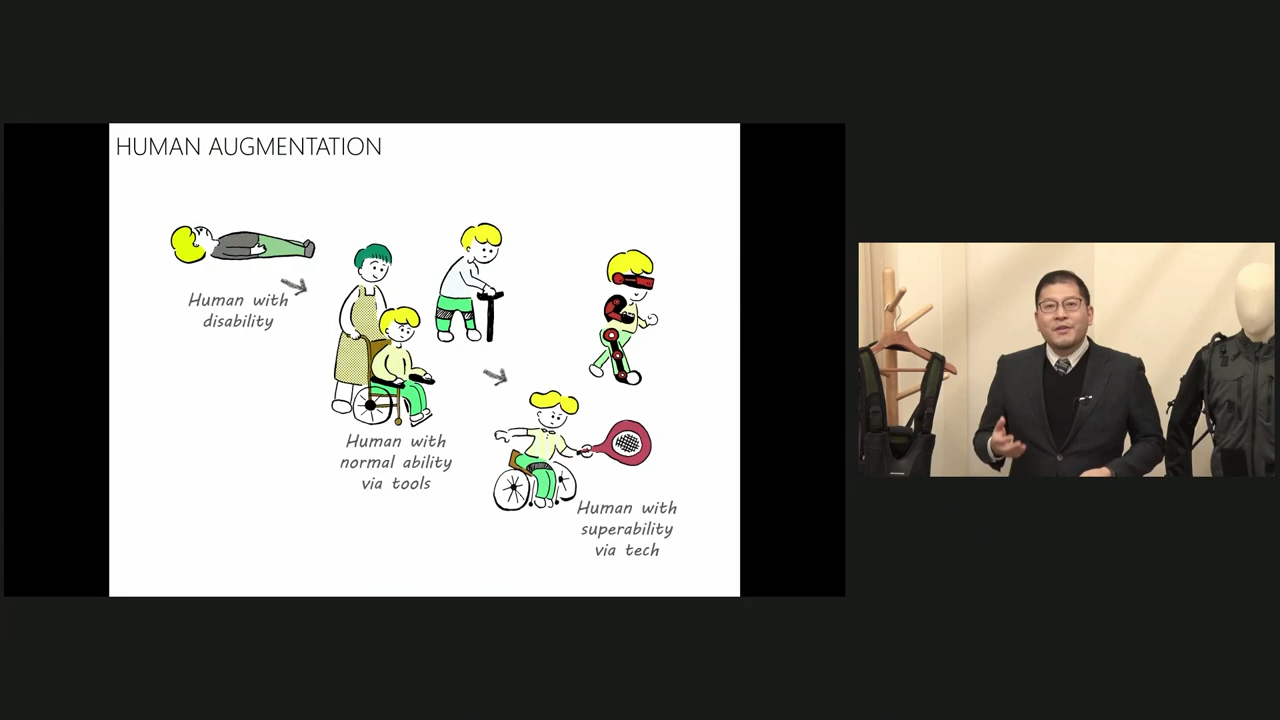 HUMAN AUGMENTATION
Human with
disability
Human with
normal ability
via tools
Human with
superability
via tech